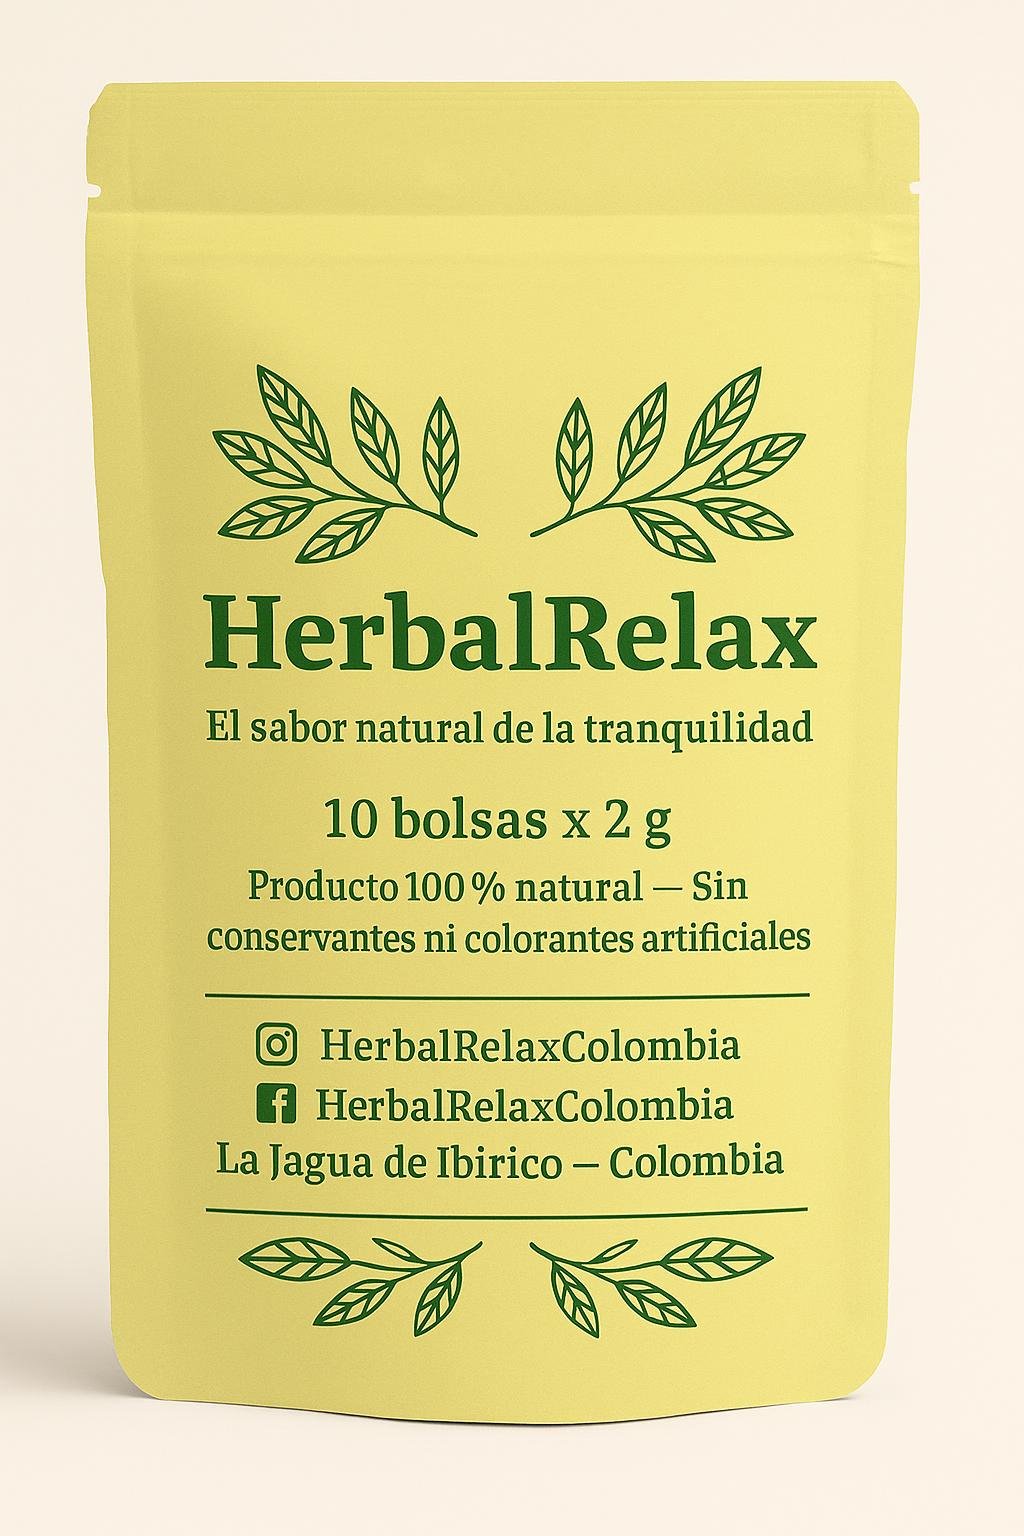 HerbalRelax
El sabor natural de la tranquilidad
10 bolsas x 2 g
Producto 100 % natural — Sin
conservantes ni colorantes artificiales
HerbalRelaxColombia
HerbalRelaxColombia
La Jagua de Ibirico – Colombia